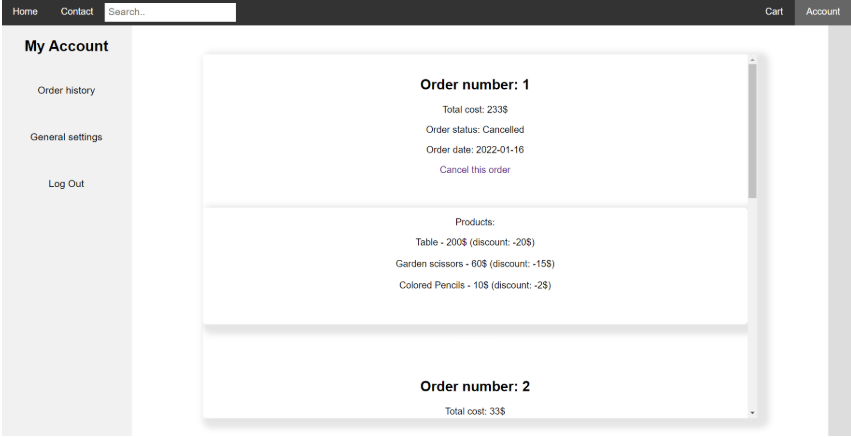 Home Contact Search.. Cart Account
My Account
Order history
General settings
Log Out
Order number: 1
Total cost: 233$
Order status: Cancelled
Order date: 2022-01-16
Cancel this order
Products:
Table - 200$ (discount: -20$)
Garden scissors - 60$ (discount: -15$)
Colored Pencils - 10$ (discount: -2$)
Order number: 2
Total cost: 33$